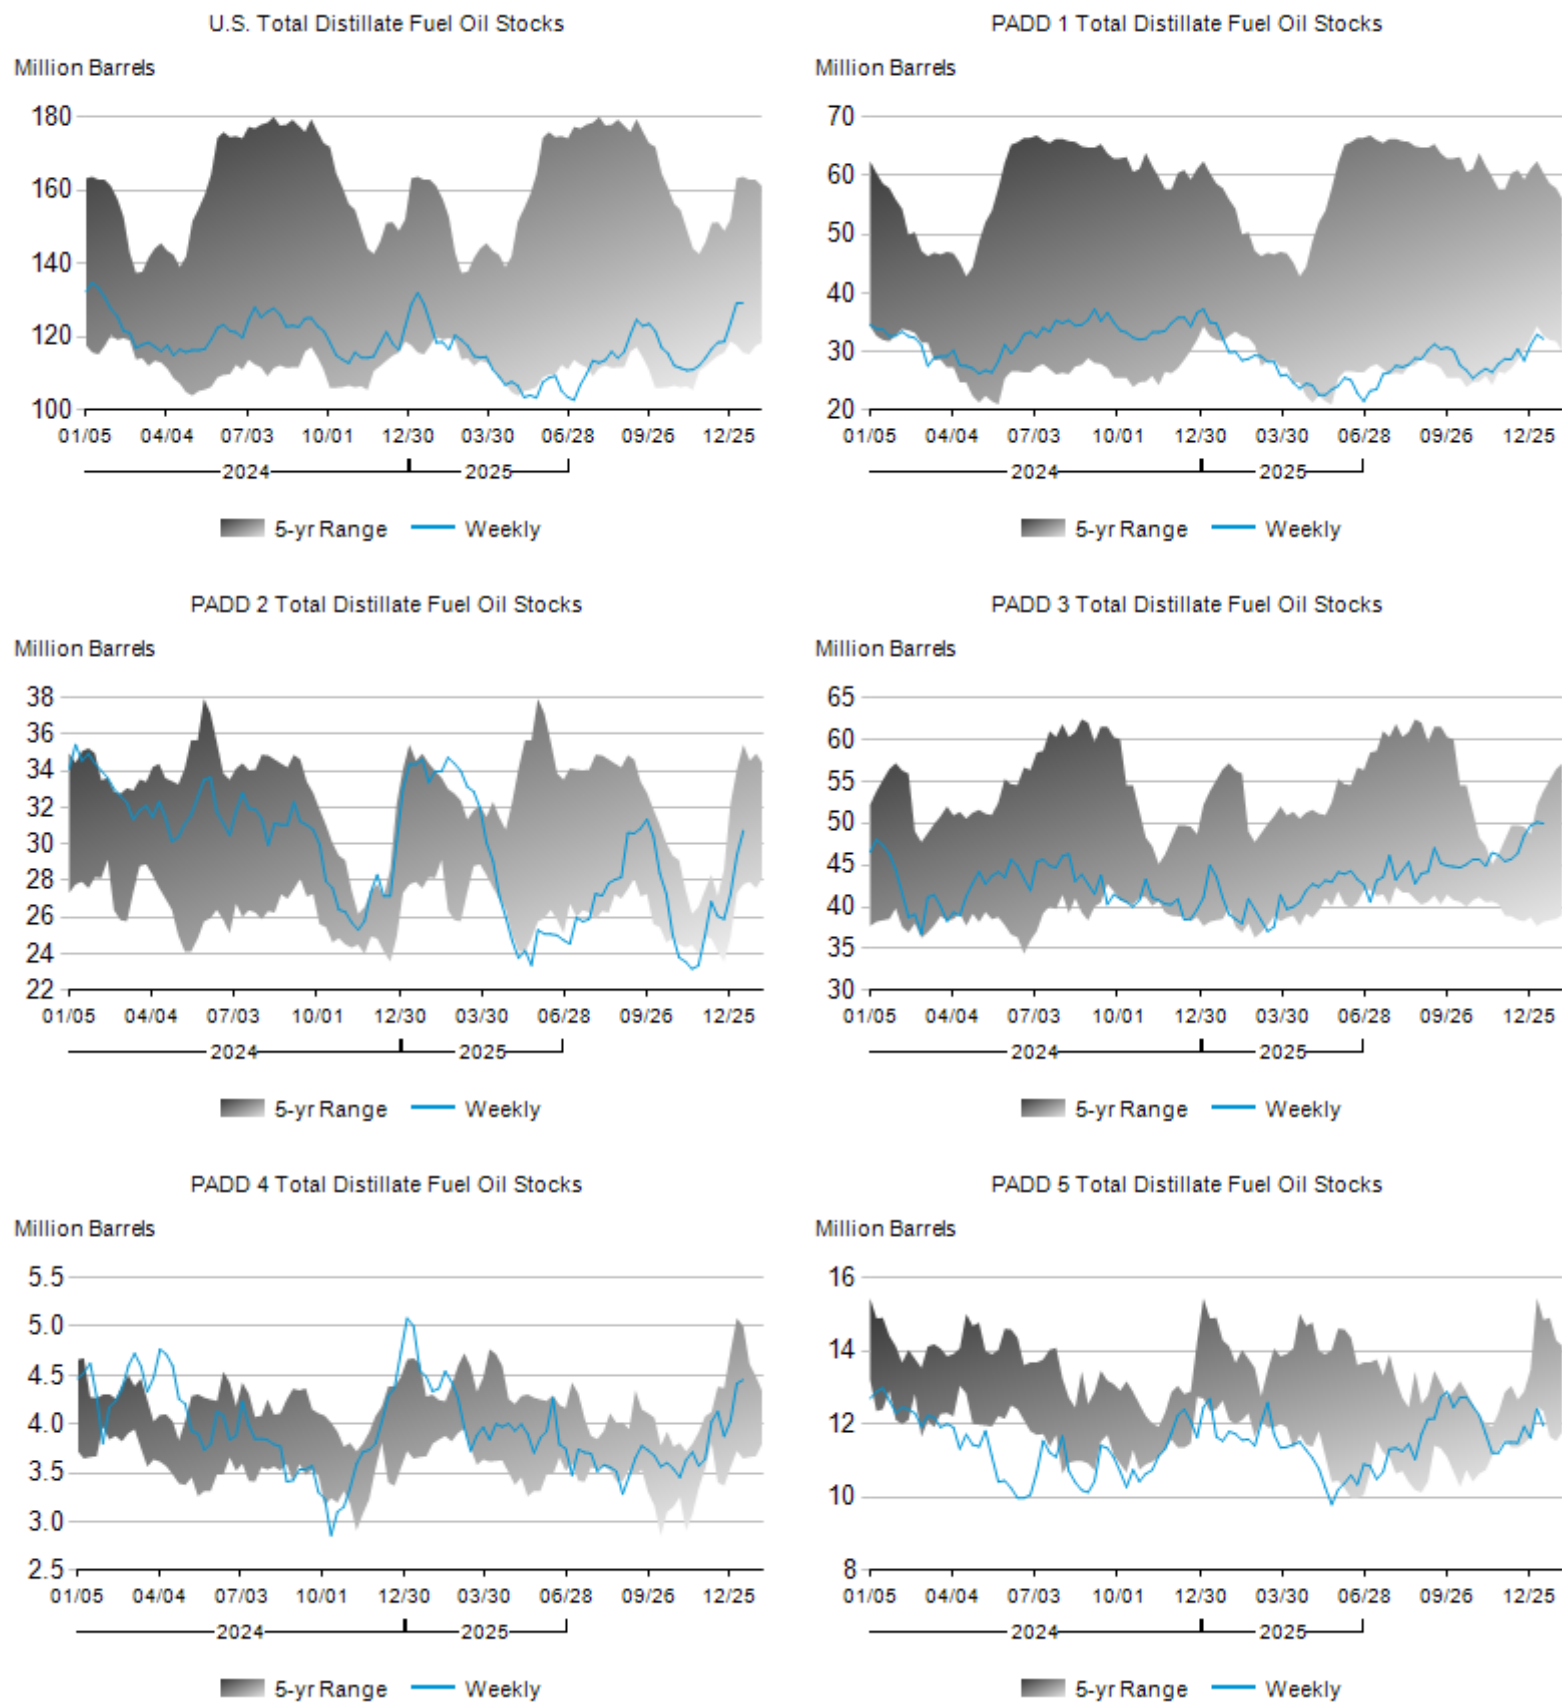 U.S. Total Distillate Fuel Oil Stocks
Million Barrels
180
160
140
120
100
01/05 04/04 07/03 10/01 12/30 03/30 06/28 09/26 12/25
2024 2025
5-yr Range Weekly
PADD 1 Total Distillate Fuel Oil Stocks
Million Barrels
70
60
50
40
30
20
01/05 04/04 07/03 10/01 12/30 03/30 06/28 09/26 12/25
2024 2025
5-yr Range Weekly
PADD 2 Total Distillate Fuel Oil Stocks
Million Barrels
38
36
34
32
30
28
26
24
22
01/05 04/04 07/03 10/01 12/30 03/30 06/28 09/26 12/25
2024 2025
5-yr Range Weekly
PADD 3 Total Distillate Fuel Oil Stocks
Million Barrels
65
60
55
50
45
40
35
30
01/05 04/04 07/03 10/01 12/30 03/30 06/28 09/26 12/25
2024 2025
5-yr Range Weekly
PADD 4 Total Distillate Fuel Oil Stocks
Million Barrels
5.5
5.0
4.5
4.0
3.5
3.0
2.5
01/05 04/04 07/03 10/01 12/30 03/30 06/28 09/26 12/25
2024 2025
5-yr Range Weekly
PADD 5 Total Distillate Fuel Oil Stocks
Million Barrels
16
14
12
10
8
01/05 04/04 07/03 10/01 12/30 03/30 06/28 09/26 12/25
2024 2025
5-yr Range Weekly